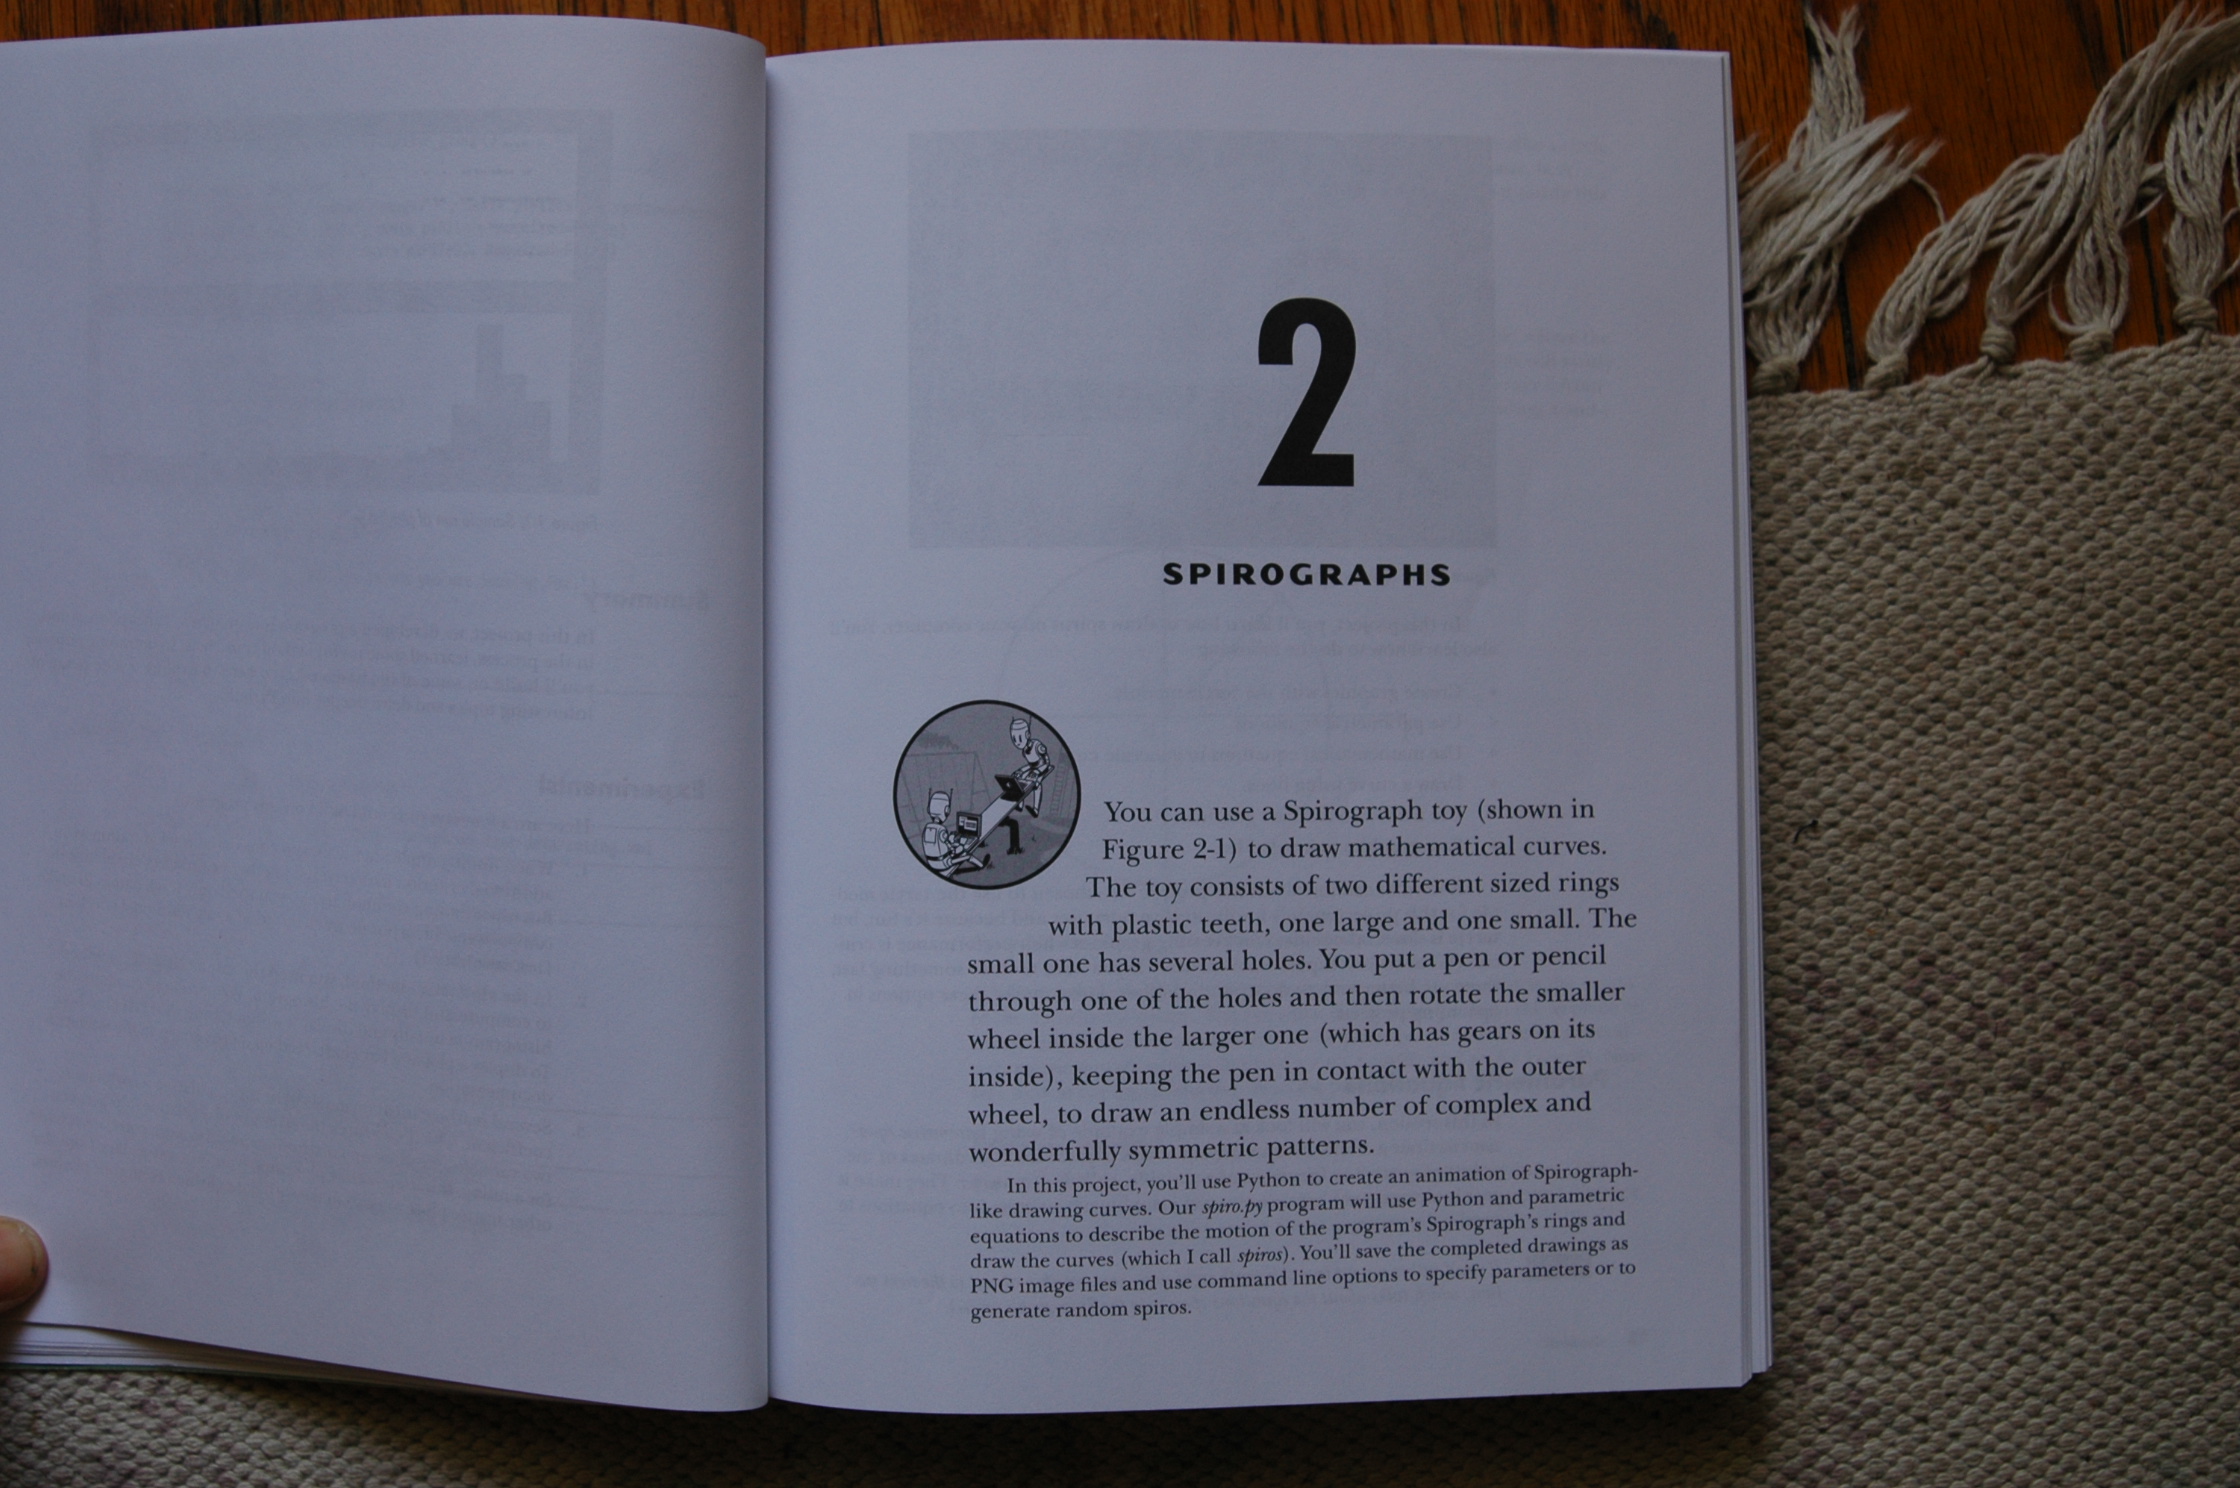 2
SPIROGRAPHS
You can use a Spirograph toy (shown in
Figure 2-1) to draw mathematical curves.
The toy consists of two different sized rings
with plastic teeth, one large and one small. The
small one has several holes. You put a pen or pencil
through one of the holes and then rotate the smaller
wheel inside the larger one (which has gears on its
inside), keeping the pen in contact with the outer
wheel, to draw an endless number of complex and
wonderfully symmetric patterns.
In this project, you'll use Python to create an animation of Spirograph-
like drawing curves. Our spiro.py program will use Python and parametric
equations to describe the motion of the program's Spirograph's rings and
draw the curves (which I call spiros). You'll save the completed drawings as
PNG image files and use command line options to specify parameters or to
generate random spiros.